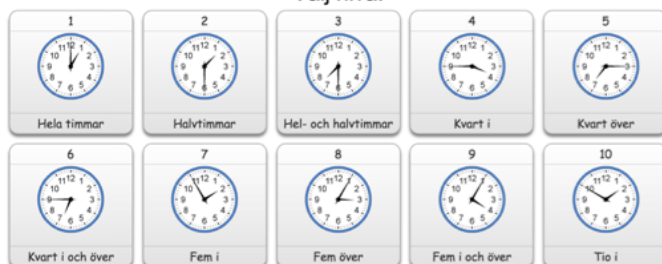 1 2 3 4 5
Hela timmar Halvtimmar Hel- och halvtimmar Kvart i Kvart över
6 7 8 9 10
Kvart i och över Fem i Fem över Fem i och över Tio i